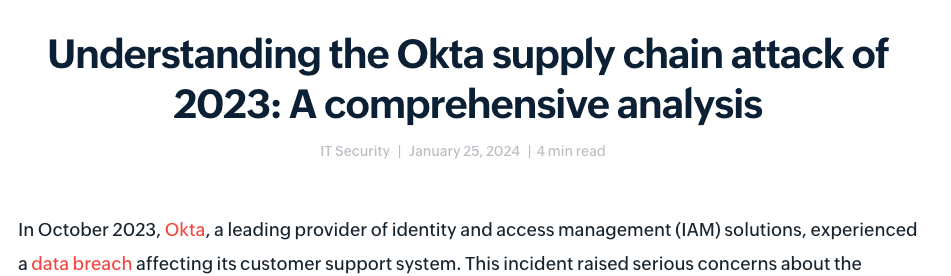 Understanding the Okta supply chain attack of
2023: A comprehensive analysis
IT Security | January 25, 2024 | 4 min read
In October 2023, Okta, a leading provider of identity and access management (IAM) solutions, experienced
a data breach affecting its customer support system. This incident raised serious concerns about the